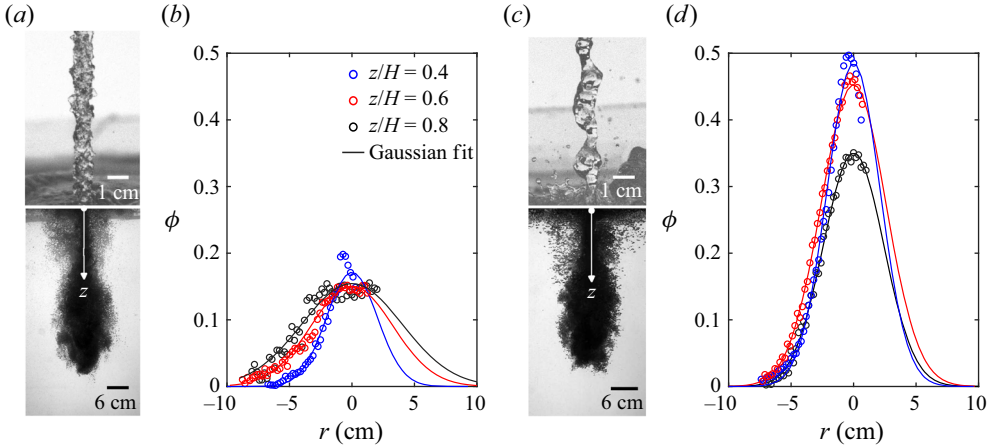 (a)
(b)
(c)
(d)
1 cm
z
6 cm
0.5
0.4
0.3
0.2
0.1
0
ϕ
z/H = 0.4
z/H = 0.6
z/H = 0.8
Gaussian fit
–10
–5
0
5
10
r (cm)
1 cm
z
6 cm
0.5
0.4
0.3
0.2
0.1
0
ϕ
–10
–5
0
5
10
r (cm)